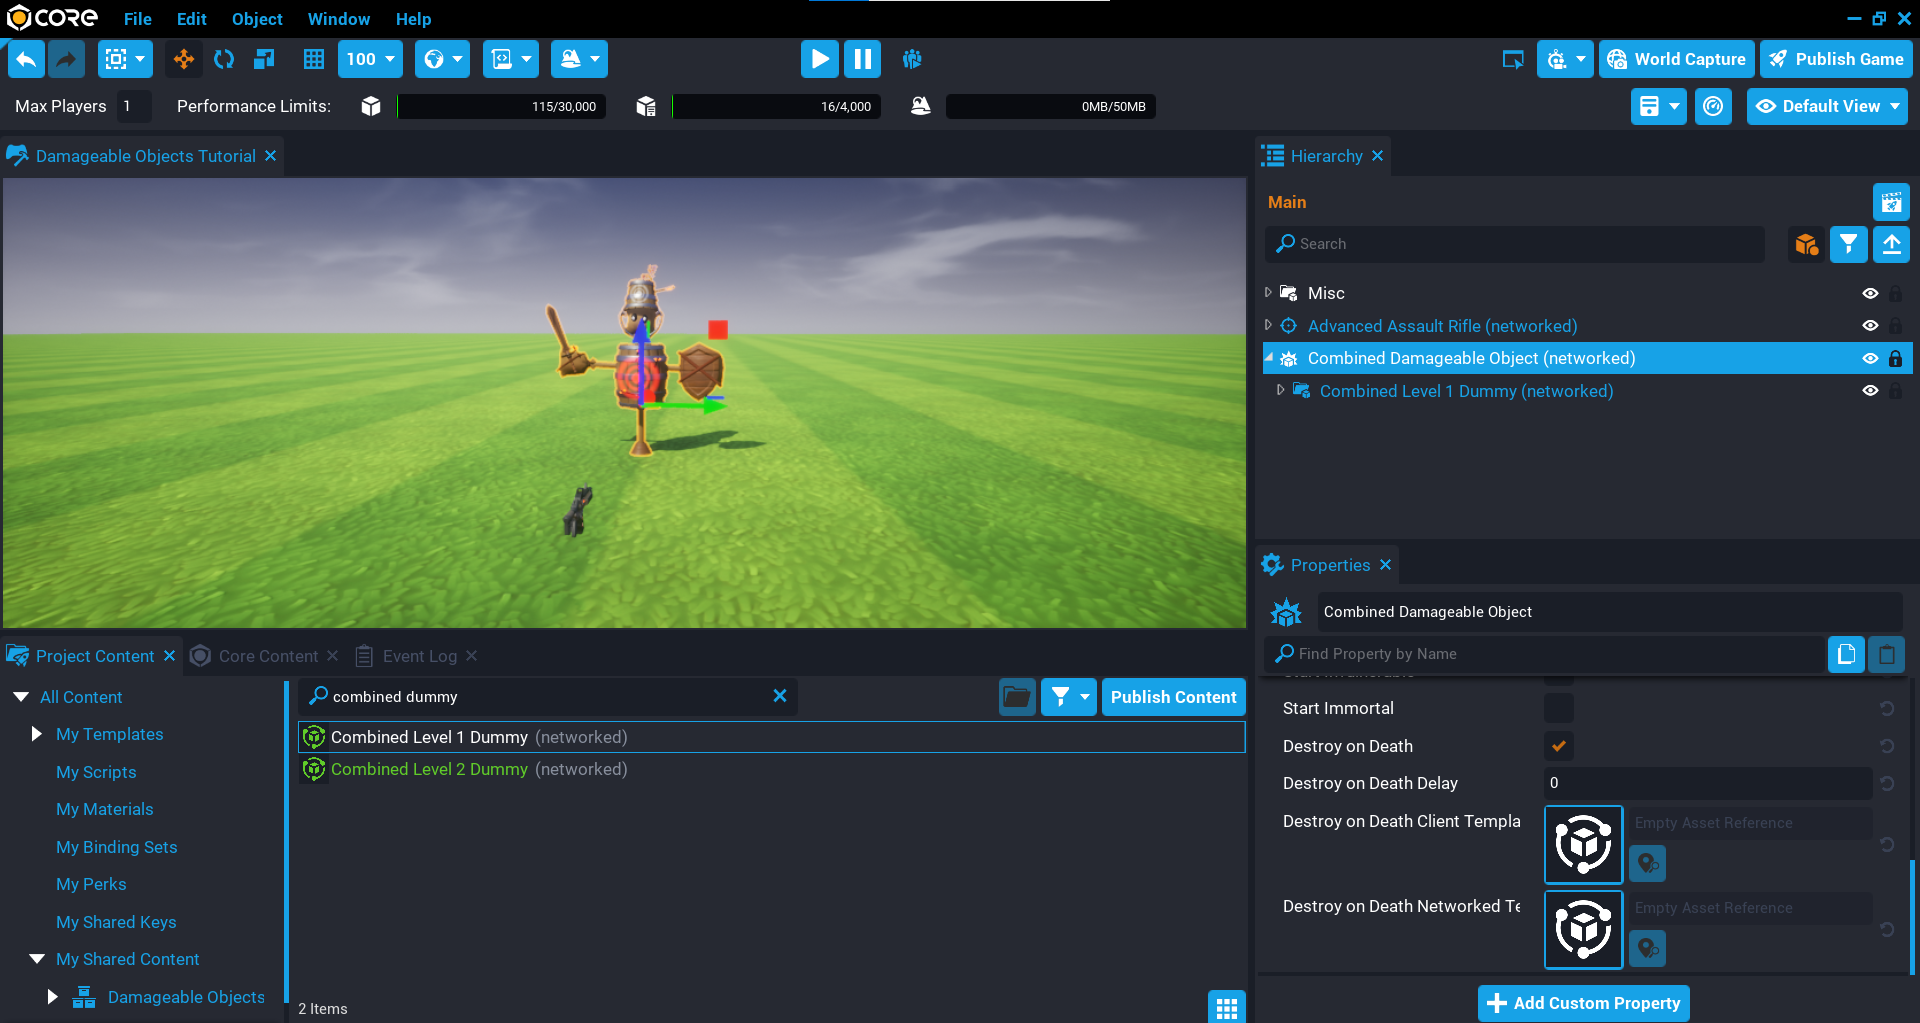 CORE
File Edit Object Window Help
100
World Capture
Publish Game
Max Players 1
Performance Limits:
115/30,000
16/4,000
0MB/50MB
Default View
Damageable Objects Tutorial
Hierarchy
Main
Search
Misc
Advanced Assault Rifle (networked)
Combined Damageable Object (networked)
Combined Level 1 Dummy (networked)
Properties
Combined Damageable Object
Find Property by Name
Start Invulnerable
Start Immortal
Destroy on Death
Destroy on Death Delay 0
Destroy on Death Client Templa
Empty Asset Reference
Destroy on Death Networked Te
Empty Asset Reference
Add Custom Property
Project Content
Core Content
Event Log
All Content
My Templates
My Scripts
My Materials
My Binding Sets
My Perks
My Shared Keys
My Shared Content
Damageable Objects
combined dummy
Publish Content
Combined Level 1 Dummy (networked)
Combined Level 2 Dummy (networked)
2 Items